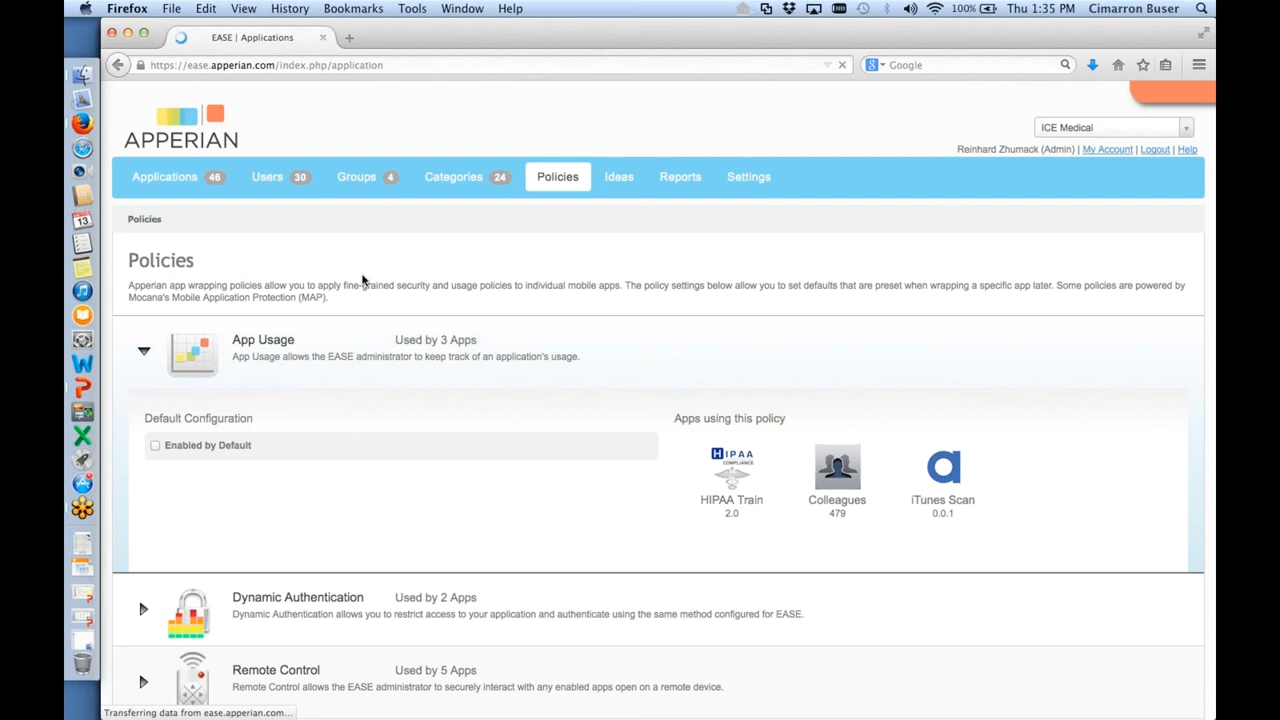 Firefox File Edit View History Bookmarks Tools Window Help 100% Thu 1:35 PM Cimarron Buser
EASE | Applications
https://ease.apperian.com/index.php/application
Google
APPERIAN
ICE Medical
Reinhard Zhumack (Admin) | My Account | Logout | Help
Applications 46 Users 30 Groups 4 Categories 24 Policies Ideas Reports Settings
Policies
Policies
Apperian app wrapping policies allow you to apply fine-grained security and usage policies to individual mobile apps. The policy settings below allow you to set defaults that are preset when wrapping a specific app later. Some policies are powered by
Mocana's Mobile Application Protection (MAP).
App Usage Used by 3 Apps
App Usage allows the EASE administrator to keep track of an application's usage.
Default Configuration
Enabled by Default
Apps using this policy
HIPAA
COMPLIANCE
HIPAA Train
2.0
Colleagues
479
iTunes Scan
0.0.1
Dynamic Authentication Used by 2 Apps
Dynamic Authentication allows you to restrict access to your application and authenticate using the same method configured for EASE.
Remote Control Used by 5 Apps
Remote Control allows the EASE administrator to securely interact with any enabled apps open on a remote device.
Transferring data from ease.apperian.com...
13